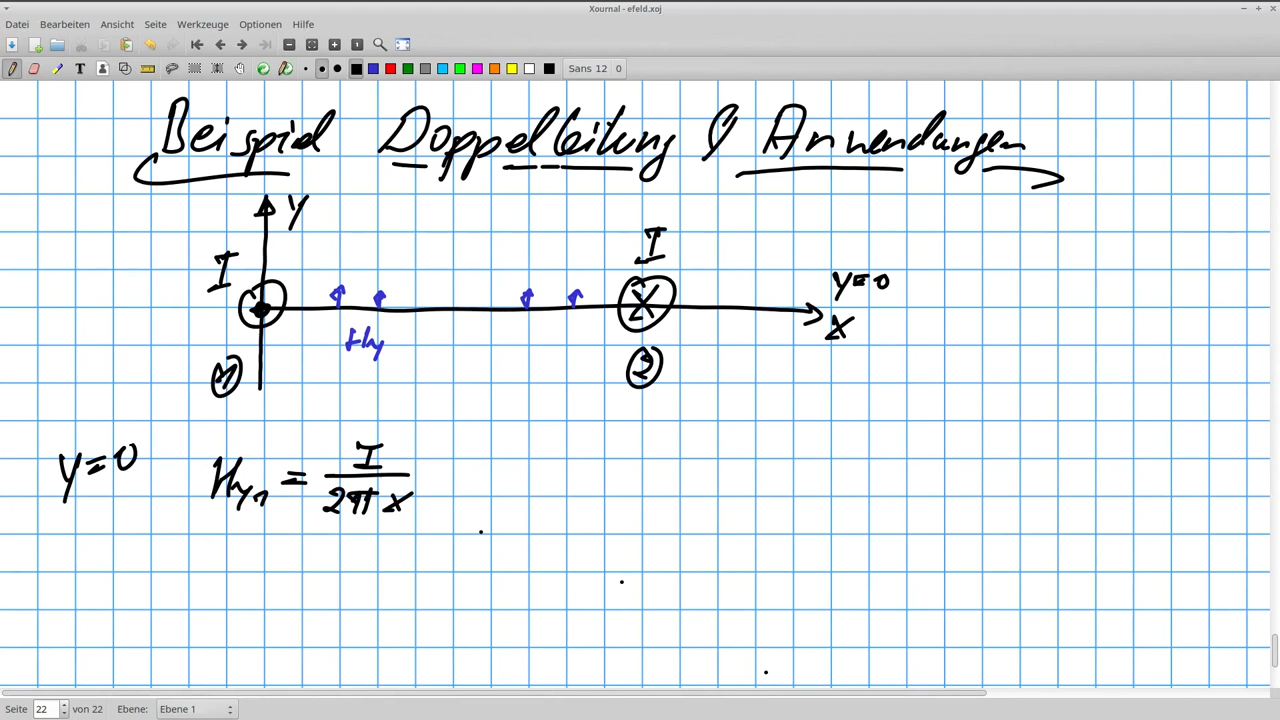 Xournal - efeld.xoj
Datei Bearbeiten Ansicht Seite Werkzeuge Optionen Hilfe
Sans 12 0
Beispiel Doppelleitung & Anwendungen
Y
I
I
y=0
X
X
Hy
1
2
y=0 Hy1 = I / 2π x
Seite 22 von 22 Ebene: Ebene 1